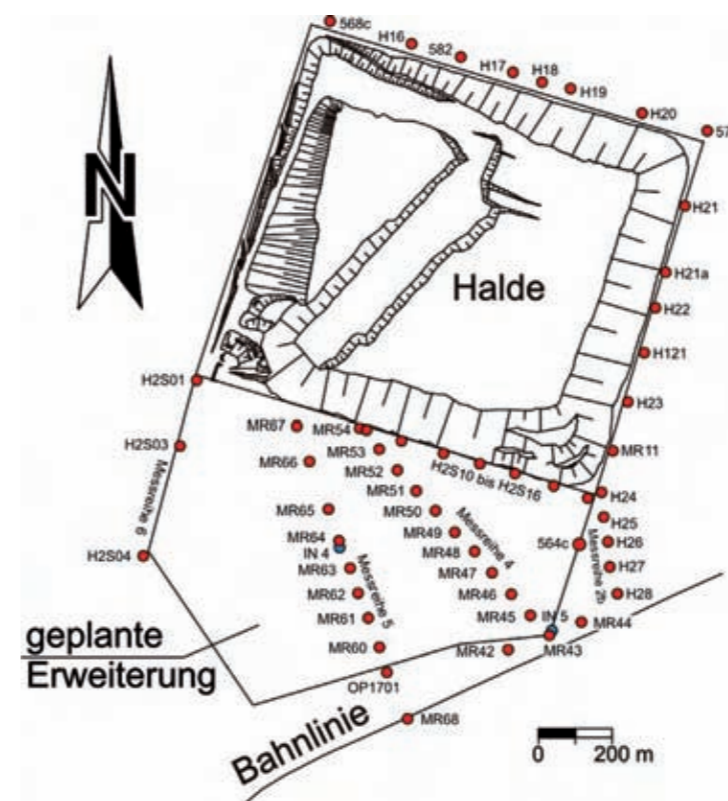 568c
H16
582
H17
H18
H19
H20
57
N
H21
H21a
Halde
H22
H121
H23
H2S01
MR67
MR54
MR11
H2S03
MR53
MR66
MR52
H2S10 bis H2S16
H24
MR51
Messreihe 6
MR65
MR50
H25
Messreihe 4
MR49
MR64
564c
H26
IN 4
MR48
H2S04
MR63
Messreihe 5
MR47
H27
Messreihe 2b
MR62
MR46
H28
MR61
MR45
IN 5
MR44
geplante
Erweiterung
MR60
MR42
MR43
OP1701
MR68
Bahnlinie
0 200 m